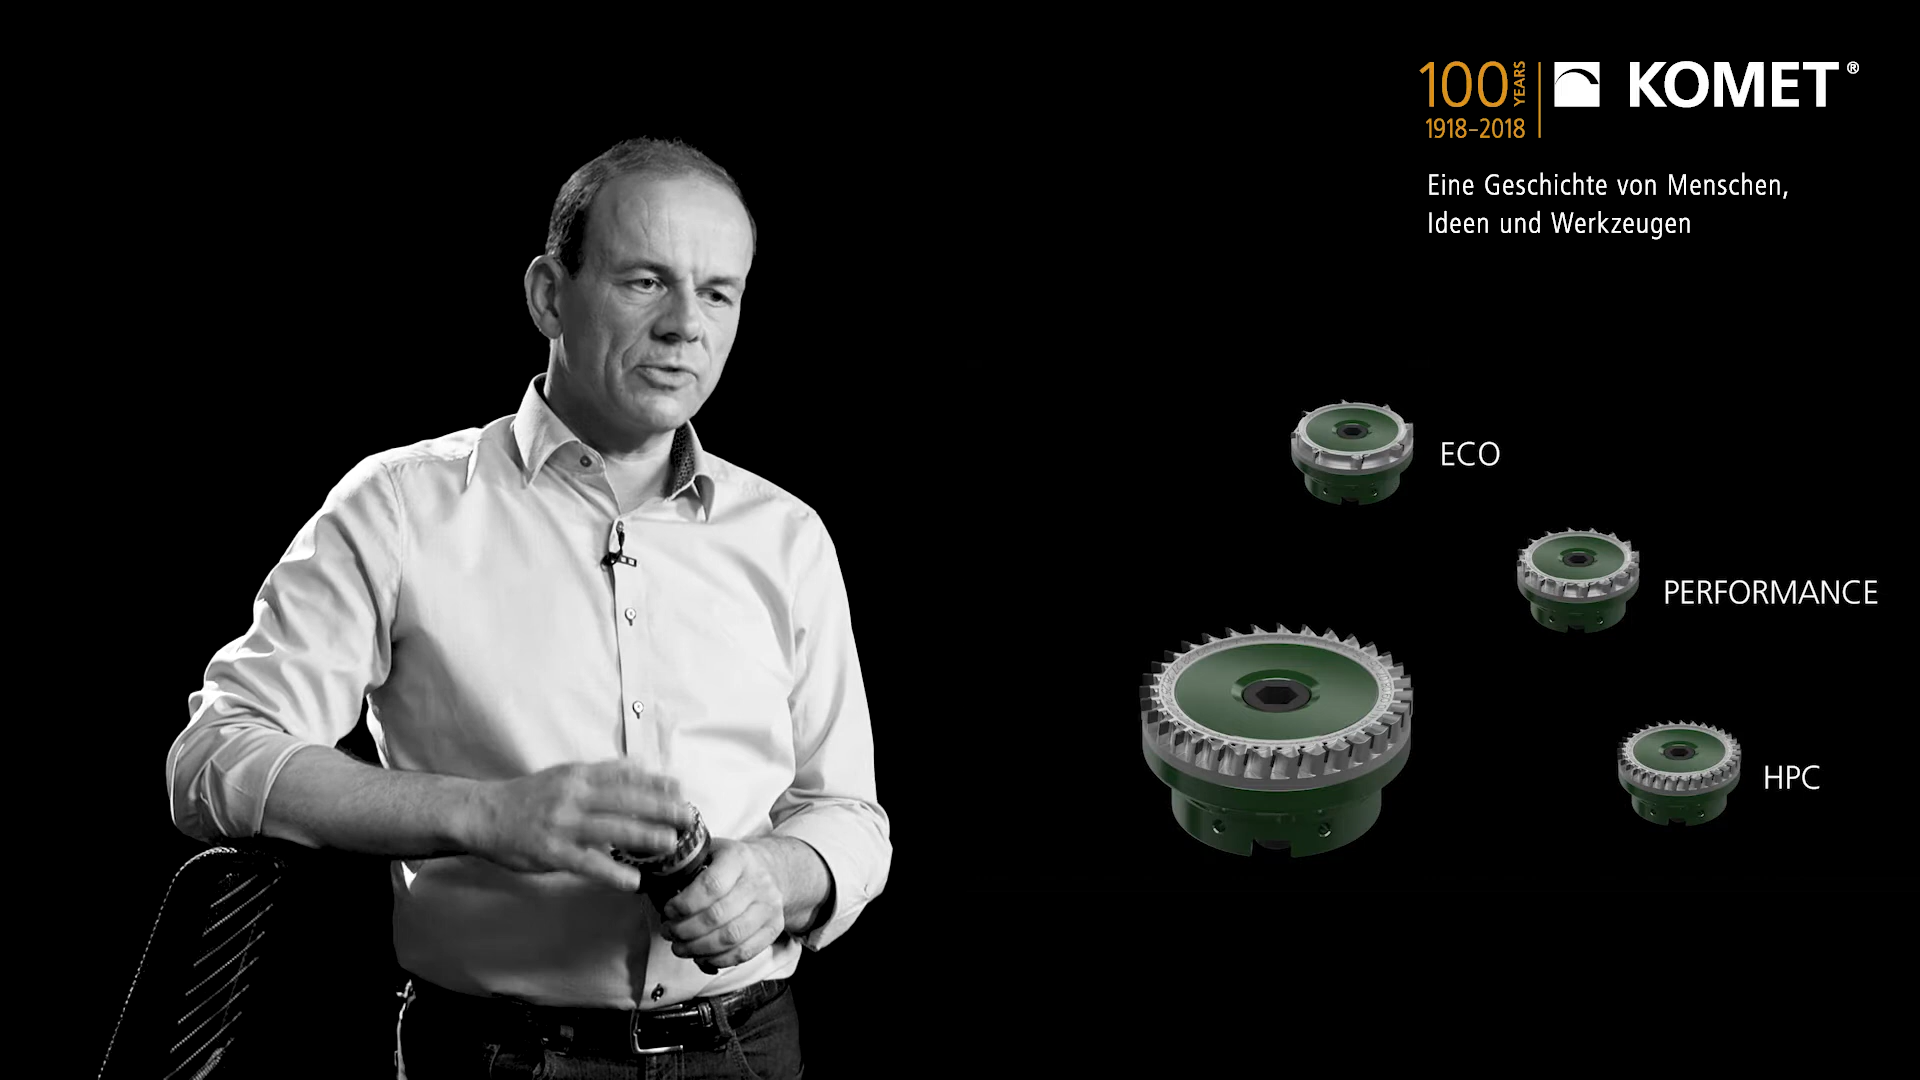 100 YEARS
1918–2018
KOMET®
Eine Geschichte von Menschen,
Ideen und Werkzeugen
ECO
PERFORMANCE
HPC